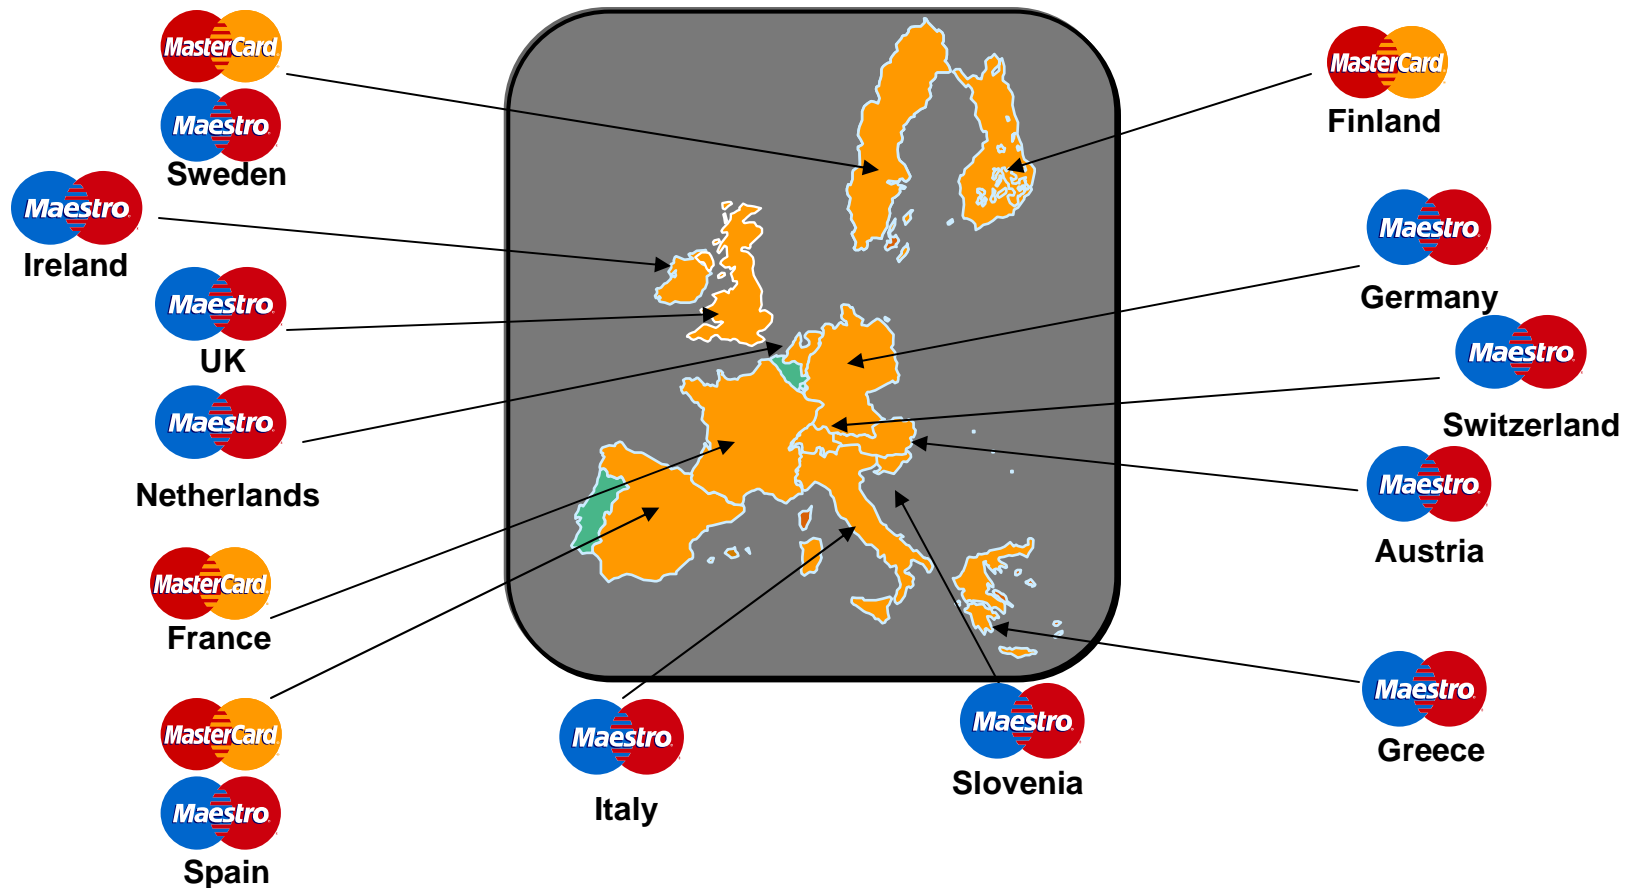 MasterCard
Maestro
Sweden
Maestro
Ireland
Maestro
UK
Maestro
Netherlands
MasterCard
France
MasterCard
Maestro
Spain
Maestro
Italy
Maestro
Slovenia
MasterCard
Finland
Maestro
Germany
Maestro
Switzerland
Maestro
Austria
Maestro
Greece